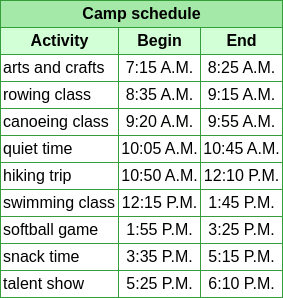 Camp schedule
Activity Begin End
arts and crafts 7:15 A.M. 8:25 A.M.
rowing class 8:35 A.M. 9:15 A.M.
canoeing class 9:20 A.M. 9:55 A.M.
quiet time 10:05 A.M. 10:45 A.M.
hiking trip 10:50 A.M. 12:10 P.M.
swimming class 12:15 P.M. 1:45 P.M.
softball game 1:55 P.M. 3:25 P.M.
snack time 3:35 P.M. 5:15 P.M.
talent show 5:25 P.M. 6:10 P.M.